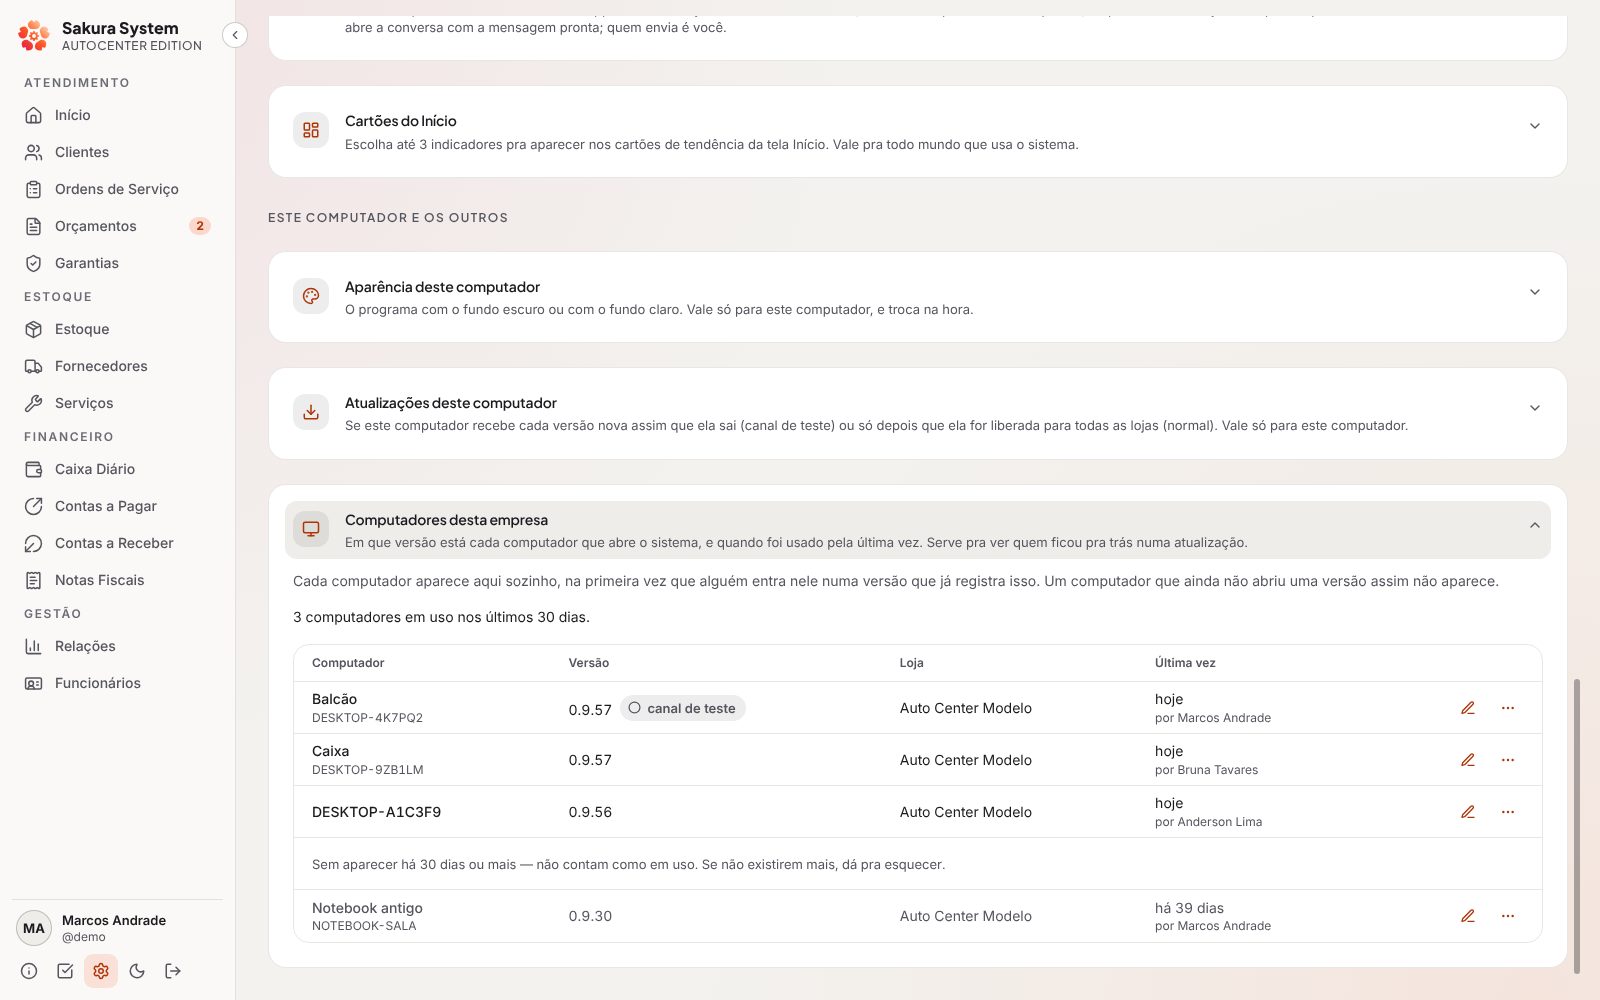 Sakura System
AUTOCENTER EDITION
ATENDIMENTO
Início
Clientes
Ordens de Serviço
Orçamentos 2
Garantias
ESTOQUE
Estoque
Fornecedores
Serviços
FINANCEIRO
Caixa Diário
Contas a Pagar
Contas a Receber
Notas Fiscais
GESTÃO
Relações
Funcionários
MA
Marcos Andrade
@demo
abre a conversa com a mensagem pronta; quem envia é você.
Cartões do Início
Escolha até 3 indicadores pra aparecer nos cartões de tendência da tela Início. Vale pra todo mundo que usa o sistema.
ESTE COMPUTADOR E OS OUTROS
Aparência deste computador
O programa com o fundo escuro ou com o fundo claro. Vale só para este computador, e troca na hora.
Atualizações deste computador
Se este computador recebe cada versão nova assim que ela sai (canal de teste) ou só depois que ela for liberada para todas as lojas (normal). Vale só para este computador.
Computadores desta empresa
Em que versão está cada computador que abre o sistema, e quando foi usado pela última vez. Serve pra ver quem ficou pra trás numa atualização.
Cada computador aparece aqui sozinho, na primeira vez que alguém entra nele numa versão que já registra isso. Um computador que ainda não abriu uma versão assim não aparece.
3 computadores em uso nos últimos 30 dias.
Computador Versão Loja Última vez
Balcão
DESKTOP-4K7PQ2
0.9.57 canal de teste
Auto Center Modelo
hoje
por Marcos Andrade
Caixa
DESKTOP-9ZB1LM
0.9.57
Auto Center Modelo
hoje
por Bruna Tavares
DESKTOP-A1C3F9
0.9.56
Auto Center Modelo
hoje
por Anderson Lima
Sem aparecer há 30 dias ou mais — não contam como em uso. Se não existirem mais, dá pra esquecer.
Notebook antigo
NOTEBOOK-SALA
0.9.30
Auto Center Modelo
há 39 dias
por Marcos Andrade